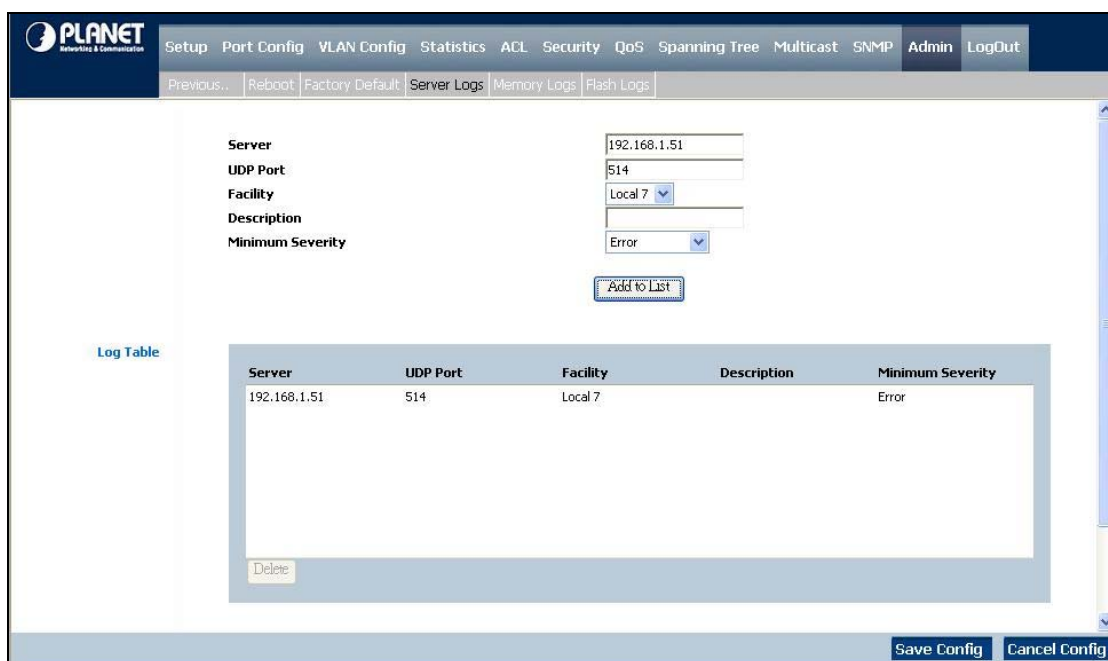 PLANET
Networking & Communication
Setup Port Config VLAN Config Statistics ACL Security QoS Spanning Tree Multicast SNMP Admin LogOut
Previous.. Reboot Factory Default Server Logs Memory Logs Flash Logs
Server 192.168.1.51
UDP Port 514
Facility Local 7
Description
Minimum Severity Error
Add to List
Log Table
Server UDP Port Facility Description Minimum Severity
192.168.1.51 514 Local 7 Error
Delete
Save Config Cancel Config